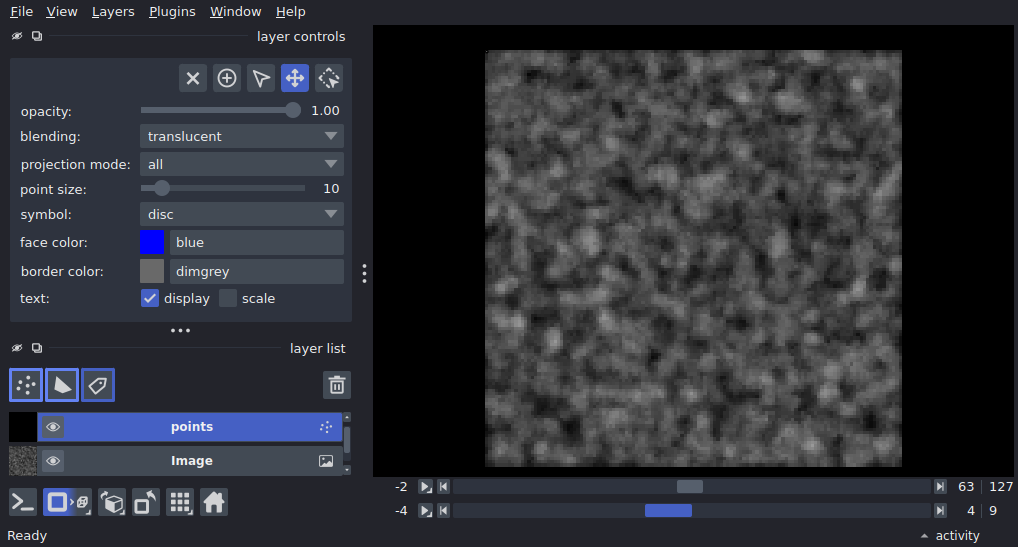 File View Layers Plugins Window Help
layer controls
opacity: 1.00
blending: translucent
projection mode: all
point size: 10
symbol: disc
face color: blue
border color: dimgrey
text: display scale
layer list
points
Image
-2 63 127
-4 4 9
Ready activity